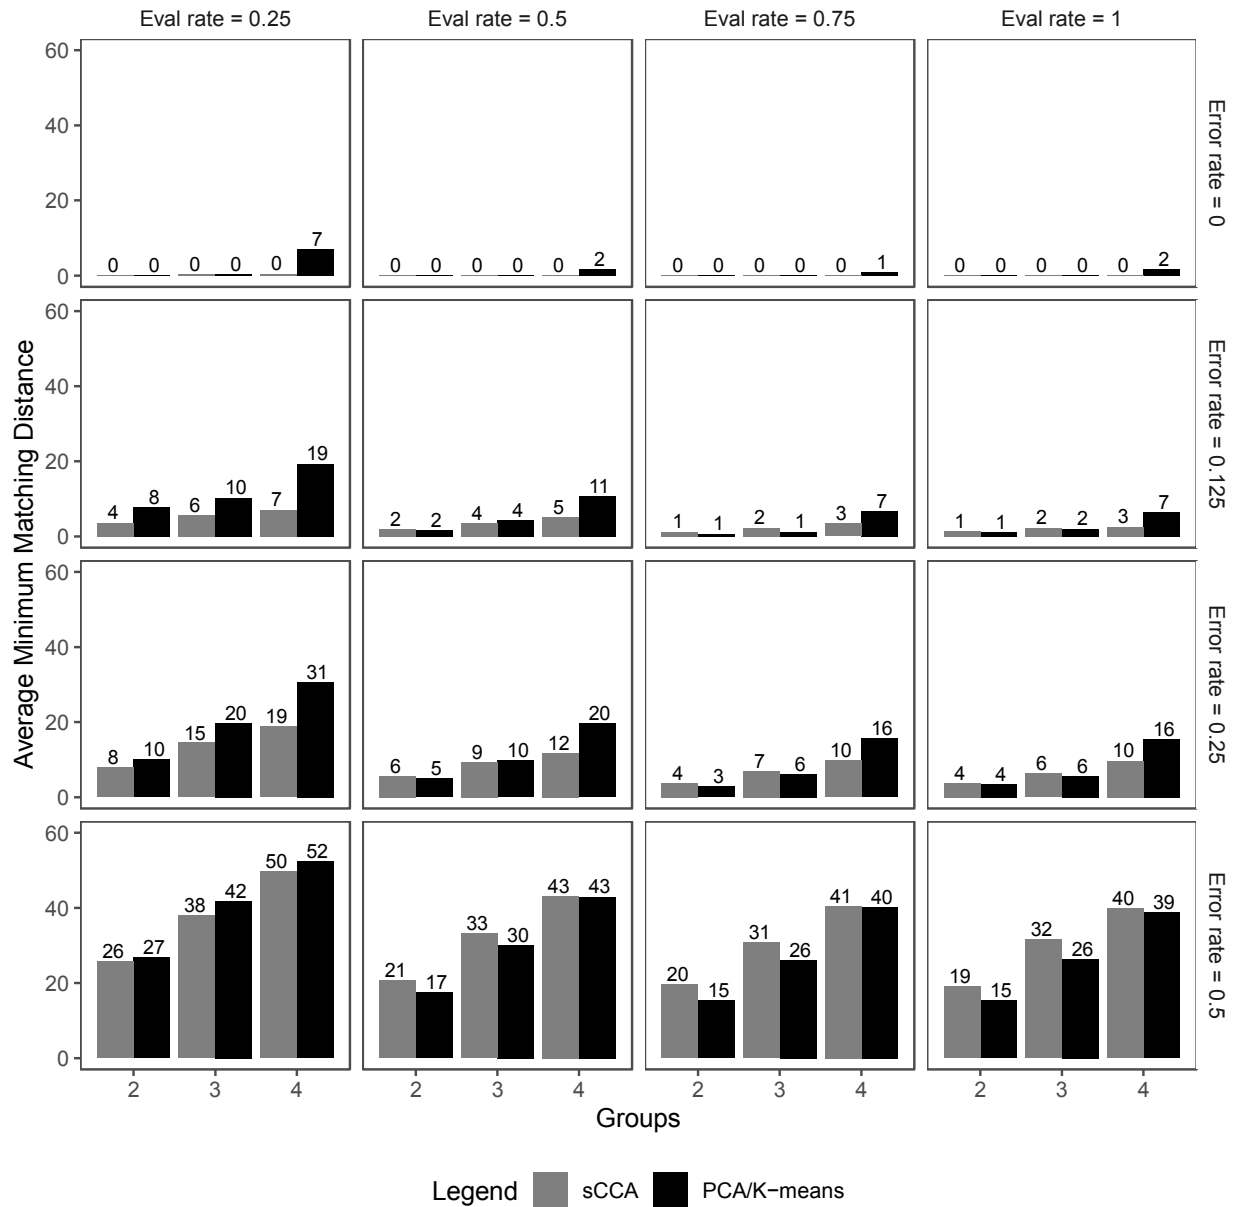 Eval rate = 0.25 Eval rate = 0.5 Eval rate = 0.75 Eval rate = 1
60
40
20
0
0 0 0 0 0 7
0 0 0 0 0 2
0 0 0 0 0 1
0 0 0 0 0 2
Error rate = 0
60
40
20
0
4 8 6 10 7 19
2 2 4 4 5 11
1 1 2 1 3 7
1 1 2 2 3 7
Error rate = 0.125
Average Minimum Matching Distance
60
40
20
0
8 10 15 20 19 31
6 5 9 10 12 20
4 3 7 6 10 16
4 4 6 6 10 16
Error rate = 0.25
60
40
20
0
26 27 38 42 50 52
21 17 33 30 43 43
20 15 31 26 41 40
19 15 32 26 40 39
Error rate = 0.5
2 3 4 2 3 4 2 3 4 2 3 4
Groups
Legend sCCA PCA/K−means